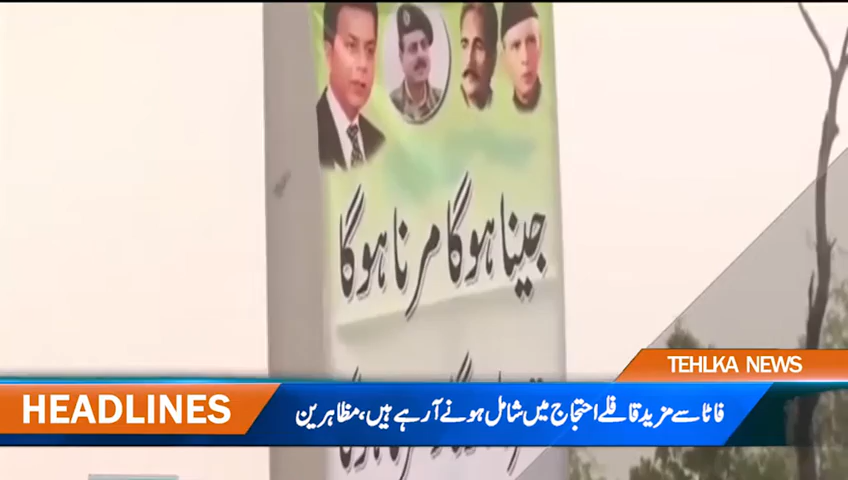 جینا ہوگا مرنا ہوگا
TEHLKA NEWS
HEADLINES
فاٹا سے مزید قافلے احتجاج میں شامل ہونے آرہے ہیں، مظاہرین